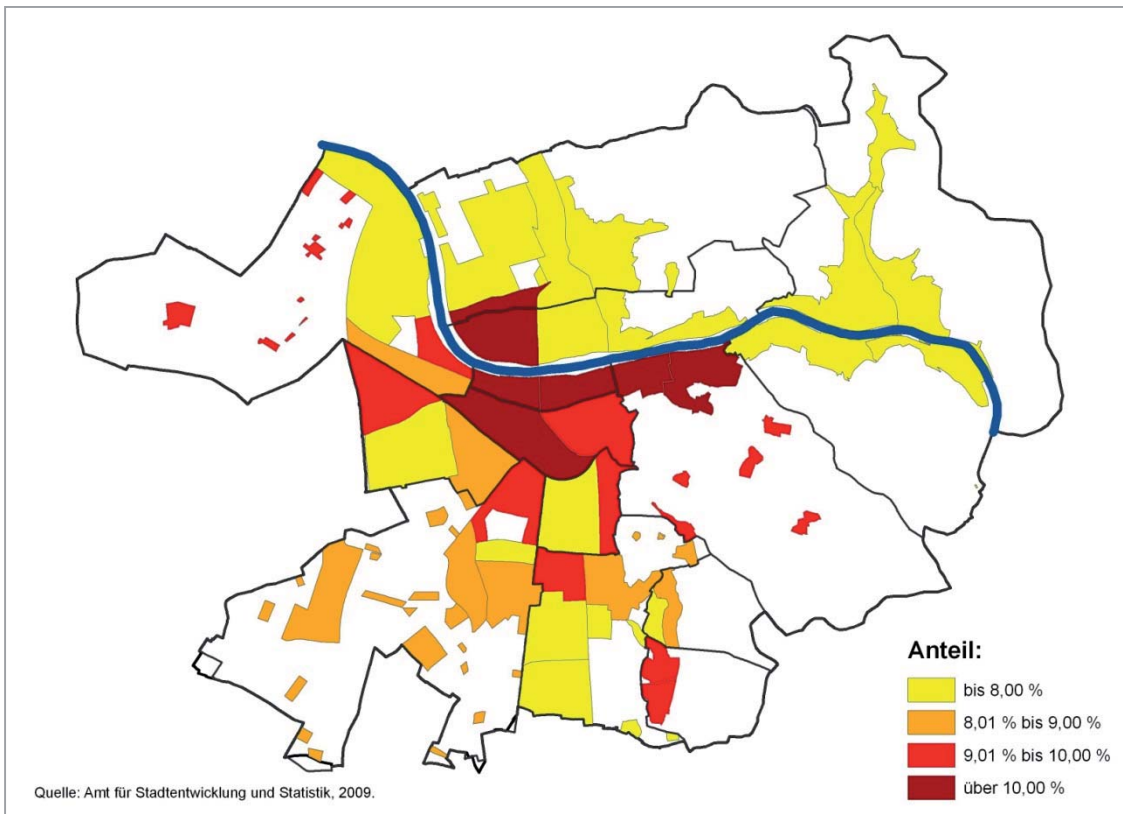 Anteil:
bis 8,00 %
8,01 % bis 9,00 %
9,01 % bis 10,00 %
über 10,00 %
Quelle: Amt für Stadtentwicklung und Statistik, 2009.